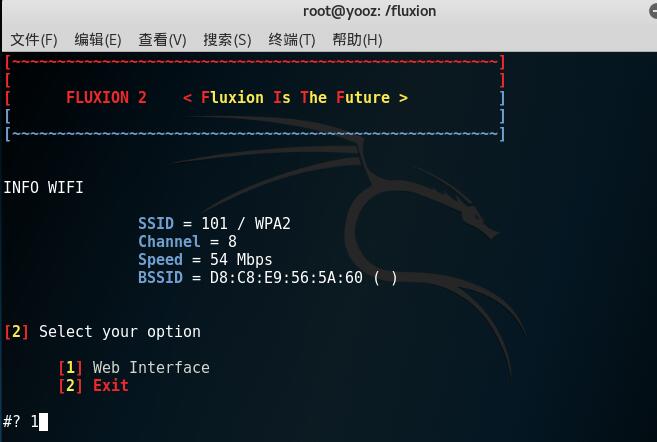 root@yooz: /fluxion
文件(F) 编辑(E) 查看(V) 搜索(S) 终端(T) 帮助(H)
[~~~~~~~~~~~~~~~~~~~~~~~~~~~~~~~~~~~~~~~~~~~~~~~~~~~~~~]
[ ]
[ FLUXION 2 < Fluxion Is The Future > ]
[ ]
[~~~~~~~~~~~~~~~~~~~~~~~~~~~~~~~~~~~~~~~~~~~~~~~~~~~~~~]
INFO WIFI
SSID = 101 / WPA2
Channel = 8
Speed = 54 Mbps
BSSID = D8:C8:E9:56:5A:60 ( )
[2] Select your option
[1] Web Interface
[2] Exit
#? 1